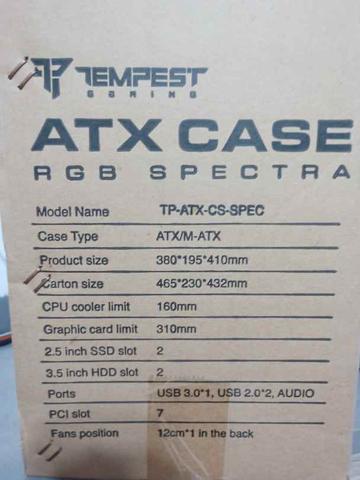 TEMPEST
GAMING
ATX CASE
RGB SPECTRA
Model Name TP-ATX-CS-SPEC
Case Type ATX/M-ATX
Product size 380*195*410mm
Carton size 465*230*432mm
CPU cooler limit 160mm
Graphic card limit 310mm
2.5 inch SSD slot 2
3.5 inch HDD slot 2
Ports USB 3.0*1, USB 2.0*2, AUDIO
PCI slot 7
Fans position 12cm*1 in the back